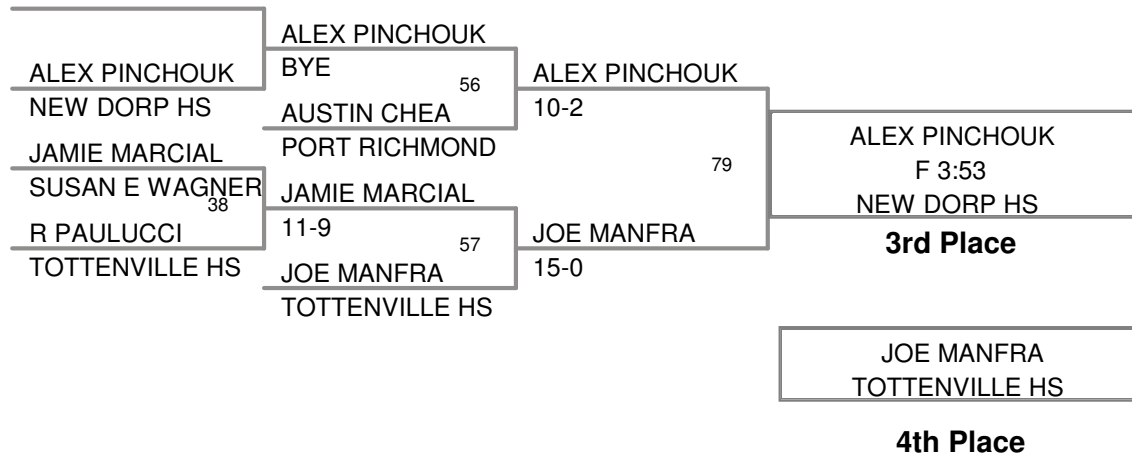 ALEX PINCHOUK
NEW DORP HS
JAMIE MARCIAL
SUSAN E WAGNER
38
R PAULUCCI
TOTTENVILLE HS
ALEX PINCHOUK
BYE
56
AUSTIN CHEA
PORT RICHMOND
JAMIE MARCIAL
11-9
57
JOE MANFRA
TOTTENVILLE HS
ALEX PINCHOUK
10-2
79
JOE MANFRA
15-0
ALEX PINCHOUK
F 3:53
NEW DORP HS
3rd Place
JOE MANFRA
TOTTENVILLE HS
4th Place